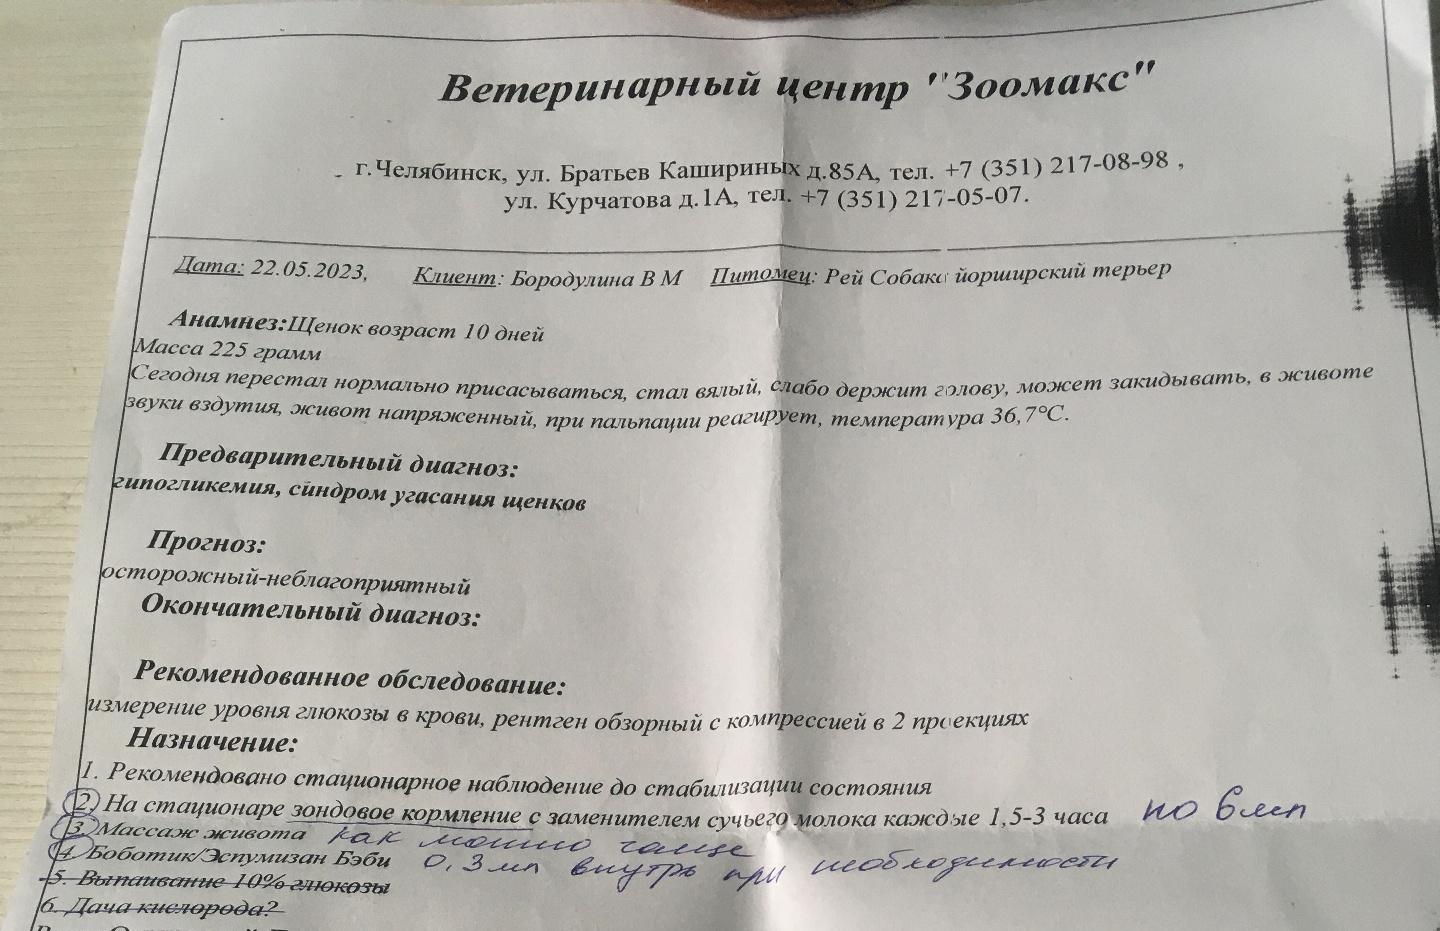 Ветеринарный центр "Зоомакс"
г.Челябинск, ул. Братьев Кашириных д.85А, тел. +7 (351) 217-08-98 ,
ул. Курчатова д.1А, тел. +7 (351) 217-05-07.
Дата: 22.05.2023, Клиент: Бородулина В М Питомец: Рей Собака йорширский терьер
Анамнез:Щенок возраст 10 дней
Масса 225 грамм
Сегодня перестал нормально присасываться, стал вялый, слабо держит голову, может закидывать, в животе
звуки вздутия, живот напряженный, при пальпации реагирует, температура 36,7°С.
Предварительный диагноз:
гипогликемия, синдром угасания щенков
Прогноз:
осторожный-неблагоприятный
Окончательный диагноз:
Рекомендованное обследование:
измерение уровня глюкозы в крови, рентген обзорный с компрессией в 2 проекциях
Назначение:
1. Рекомендовано стационарное наблюдение до стабилизации состояния
2. На стационаре зондовое кормление с заменителем сучьего молока каждые 1,5-3 часа по 6 мл
3. Массаж живота как можно чаще
4. Боботик/Эспумизан Бэби 0,3 мл внутрь при необходимости
5. Выпаивание 10% глюкозы
6. Дача кислорода?